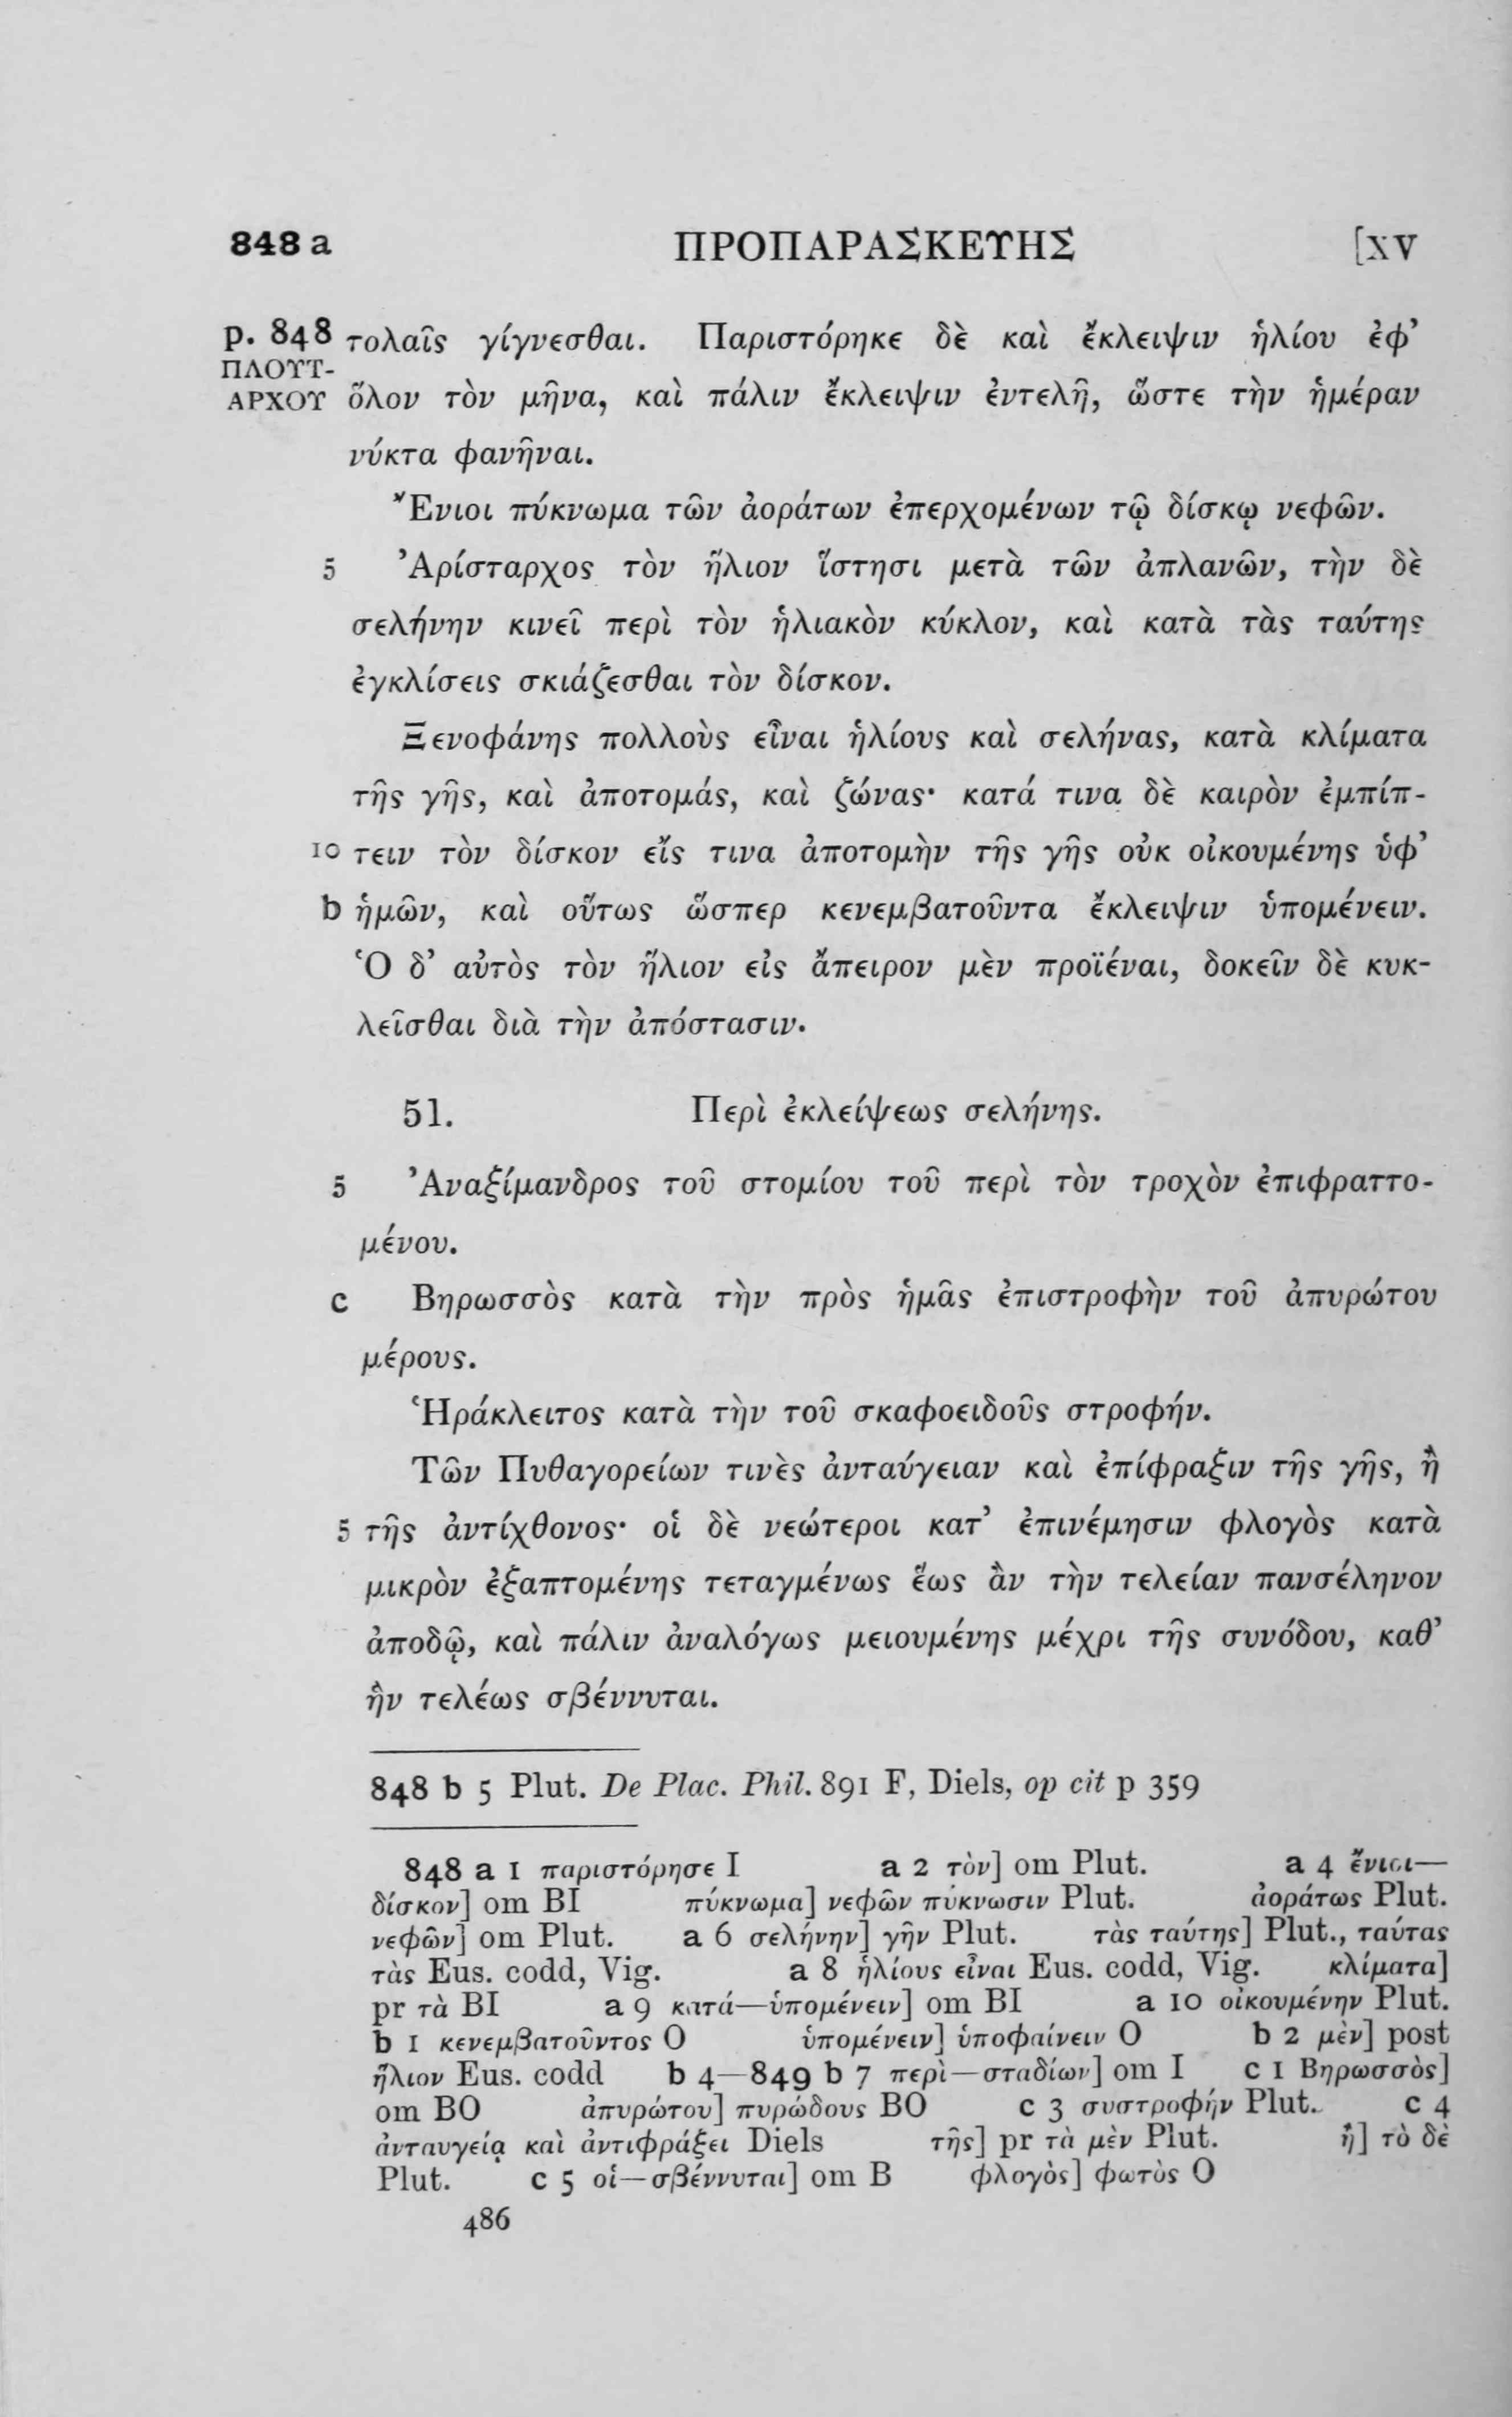 848 a ΠΡΟΠΑΡΑΣΚΕΥΗΣ [XV
p. 848 τολαῖς γίγνεσθαι. Παριστόρηκε δὲ καὶ ἔκλειψιν ἡλίου ἐφ’
ΠΛΟΥΤ-
ΑΡΧΟΥ ὅλον τὸν μῆνα, καὶ πάλιν ἔκλειψιν ἐντελῆ, ὥστε τὴν ἡμέραν
νύκτα φανῆναι.
Ἔνιοι πύκνωμα τῶν ἀοράτων ἐπερχομένων τῷ δίσκῳ νεφῶν.
5 Ἀρίσταρχος τὸν ἥλιον ἵστησι μετὰ τῶν ἀπλανῶν, τὴν δὲ
σελήνην κινεῖ περὶ τὸν ἡλιακὸν κύκλον, καὶ κατὰ τὰς ταύτης
ἐγκλίσεις σκιάζεσθαι τὸν δίσκον.
Ξενοφάνης πολλοὺς εἶναι ἡλίους καὶ σελήνας, κατὰ κλίματα
τῆς γῆς, καὶ ἀποτομάς, καὶ ζώνας· κατά τινα δὲ καιρὸν ἐμπίπ-
10 τειν τὸν δίσκον εἴς τινα ἀποτομὴν τῆς γῆς οὐκ οἰκουμένης ὑφ’
b ἡμῶν, καὶ οὕτως ὥσπερ κενεμβατοῦντα ἔκλειψιν ὑπομένειν.
Ὁ δ’ αὐτὸς τὸν ἥλιον εἰς ἄπειρον μὲν προϊέναι, δοκεῖν δὲ κυκ-
λεῖσθαι διὰ τὴν ἀπόστασιν.
51. Περὶ ἐκλείψεως σελήνης.
5 Ἀναξίμανδρος τοῦ στομίου τοῦ περὶ τὸν τροχὸν ἐπιφραττο-
μένου.
c Βηρωσσὸς κατὰ τὴν πρὸς ἡμᾶς ἐπιστροφὴν τοῦ ἀπυρώτου
μέρους.
Ἡράκλειτος κατὰ τὴν τοῦ σκαφοειδοῦς στροφήν.
Τῶν Πυθαγορείων τινὲς ἀνταύγειαν καὶ ἐπίφραξιν τῆς γῆς, ἢ
5 τῆς ἀντίχθονος· οἱ δὲ νεώτεροι κατ’ ἐπινέμησιν φλογὸς κατὰ
μικρὸν ἐξαπτομένης τεταγμένως ἕως ἂν τὴν τελείαν πανσέληνον
ἀποδῷ, καὶ πάλιν ἀναλόγως μειουμένης μέχρι τῆς συνόδου, καθ’
ἣν τελέως σβέννυται.
848 b 5 Plut. De Plac. Phil. 891 F, Diels, op cit p 359
848 a 1 παριστόρησε I a 2 τὸν] om Plut. a 4 ἔνιοι—
δίσκον] om BI πύκνωμα] νεφῶν πύκνωσιν Plut. ἀοράτως Plut.
νεφῶν] om Plut. a 6 σελήνην] γῆν Plut. τὰς ταύτης] Plut., ταύτας
τὰς Eus. codd, Vig. a 8 ἡλίους εἶναι Eus. codd, Vig. κλίματα]
pr τὰ BI a 9 κατά—ὑπομένειν] om BI a 10 οἰκουμένην Plut.
b 1 κενεμβατοῦντος O ὑπομένειν] ὑποφαίνειν O b 2 μὲν] post
ἥλιον Eus. codd b 4—849 b 7 περὶ—σταδίων] om I c 1 Βηρωσσὸς]
om BO ἀπυρώτου] πυρώδους BO c 3 συστροφήν Plut. c 4
ἀνταυγείᾳ καὶ ἀντιφράξει Diels τῆς] pr τὰ μὲν Plut. ἢ] τὸ δὲ
Plut. c 5 οἱ—σβέννυται] om B φλογὸς] φωτὸς O
486